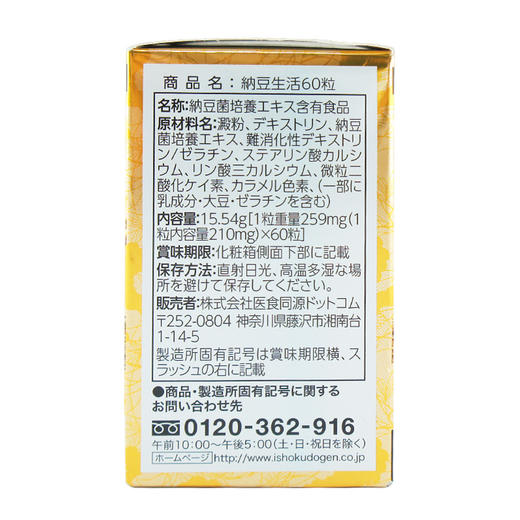 商品名：納豆生活60粒
名称:納豆菌培養エキス含有食品
原材料名:澱粉、デキストリン、納豆
菌培養エキス、難消化性デキストリ
ン/ゼラチン、ステアリン酸カルシ
ウム、リン酸三カルシウム、微粒二
酸化ケイ素、カラメル色素、(一部に
乳成分・大豆・ゼラチンを含む)
内容量:15.54g[1粒重量259mg(1
粒内容量210mg)×60粒]
賞味期限:化粧箱側面下部に記載
保存方法:直射日光、高温多湿な場
所を避けて保存してください。
販売者:株式会社医食同源ドットコム
〒252-0804 神奈川県藤沢市湘南台
1-14-5
製造所固有記号は賞味期限横、ス
ラッシュの右に記載
●商品・製造所固有記号に関する
お問い合わせ先
0120-362-916
午前10:00～午後5:00(土・日・祝日を除く)
ホームページ http://www.ishokudogen.co.jp